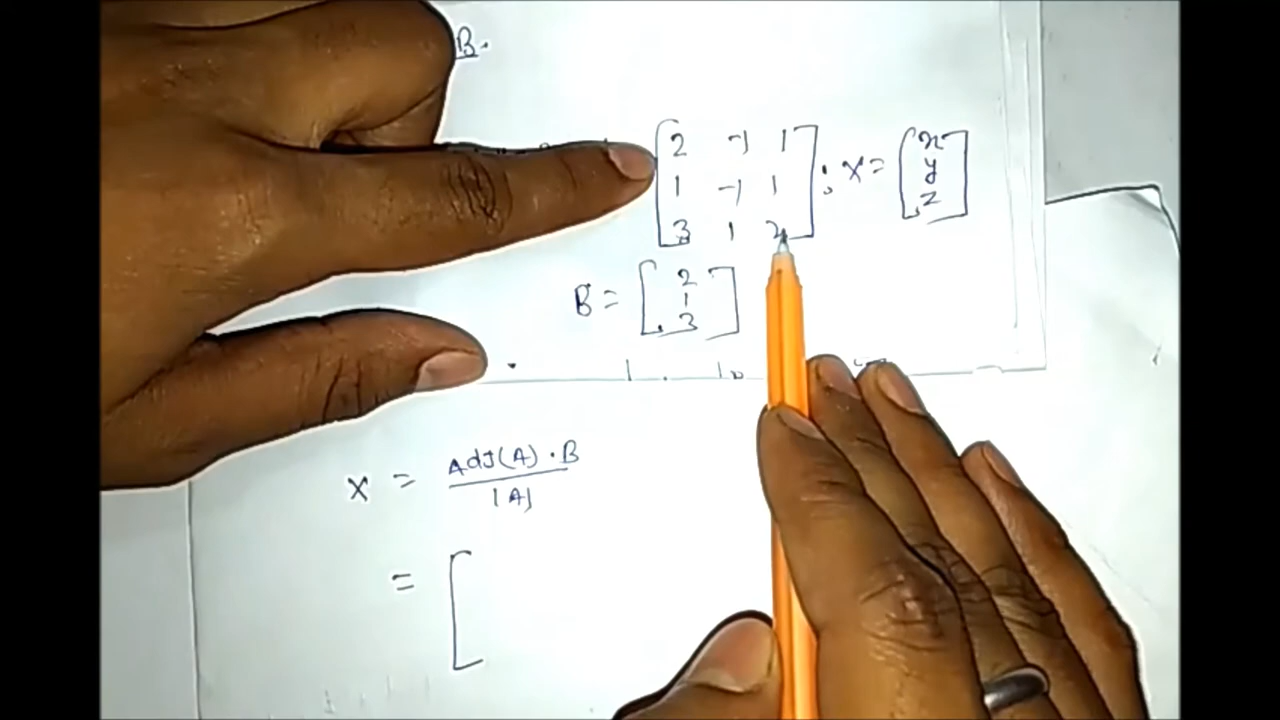 B.
2 -1 1
1 -1 1
3 1 2
; X = [x y z]
B = [2 1 3]
X = Adj(A) · B / |A|
= [